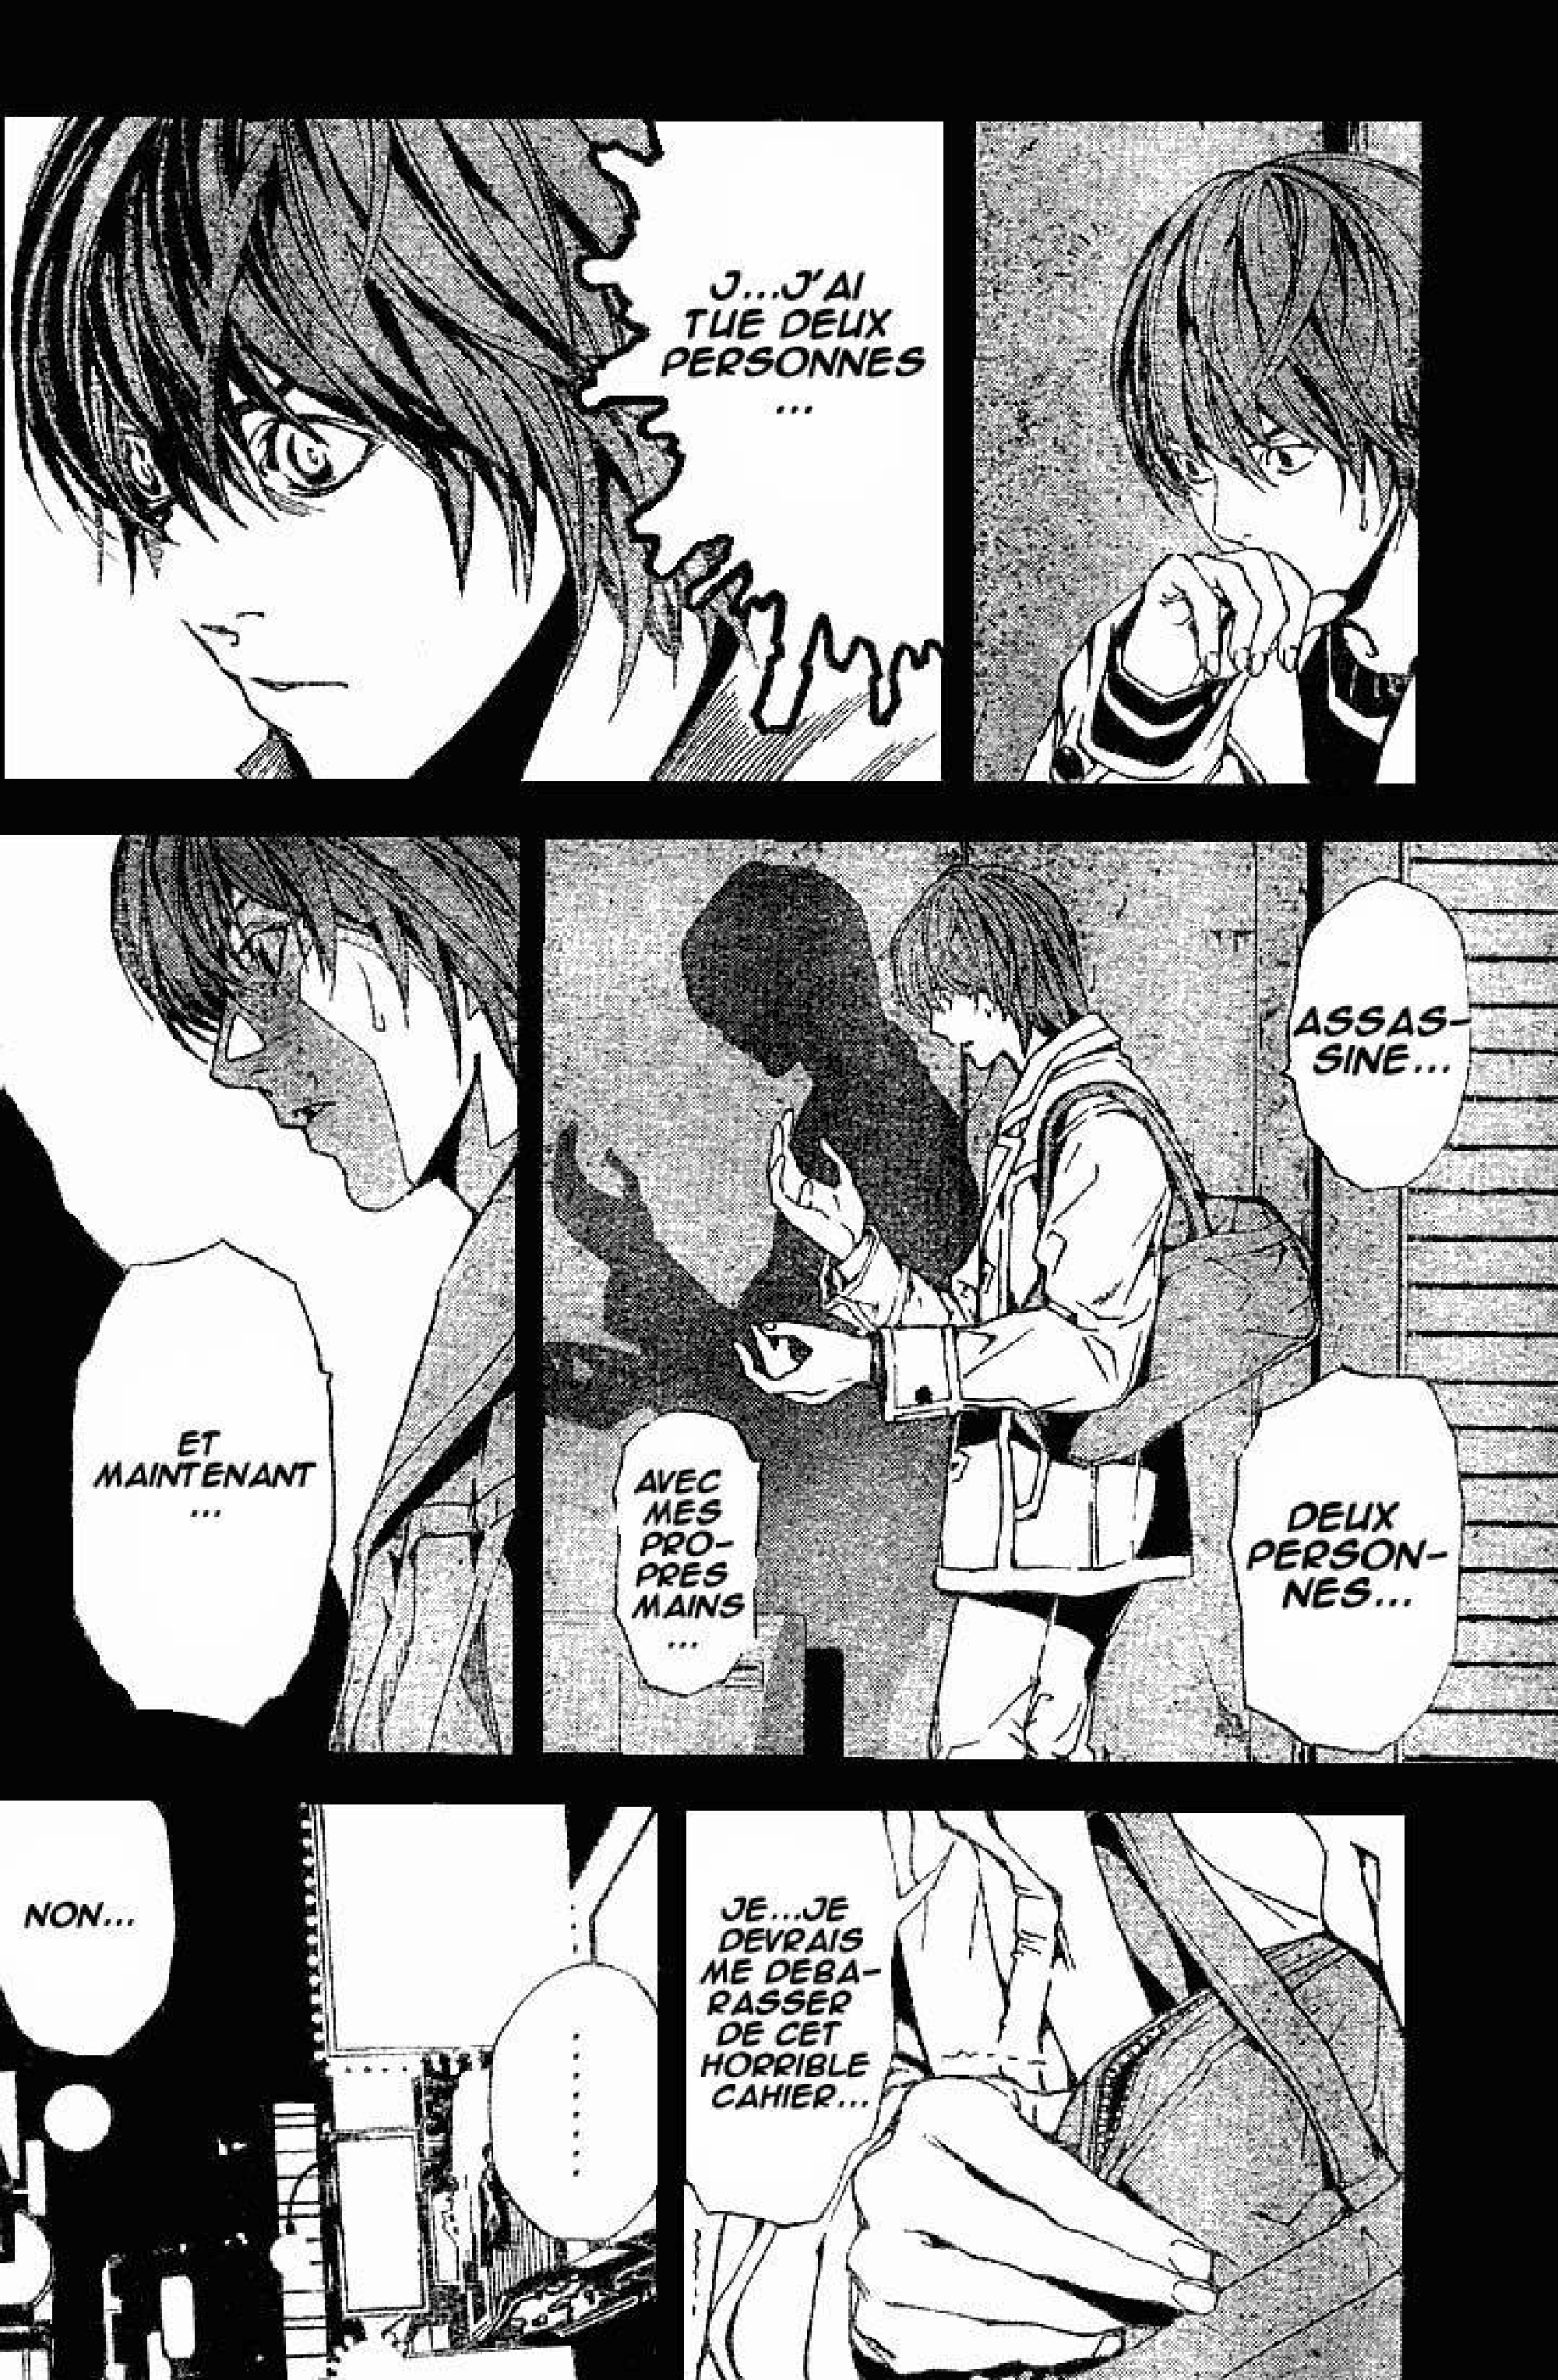 J...J'AI
TUE DEUX
PERSONNES
...
ASSAS-
SINE...
DEUX
PERSON-
NES...
AVEC
MES
PRO-
PRES
MAINS
...
ET
MAINTENANT
...
JE...JE
DEVRAIS
ME DEBA-
RASSER
DE CET
HORRIBLE
CAHIER...
.........
NON...